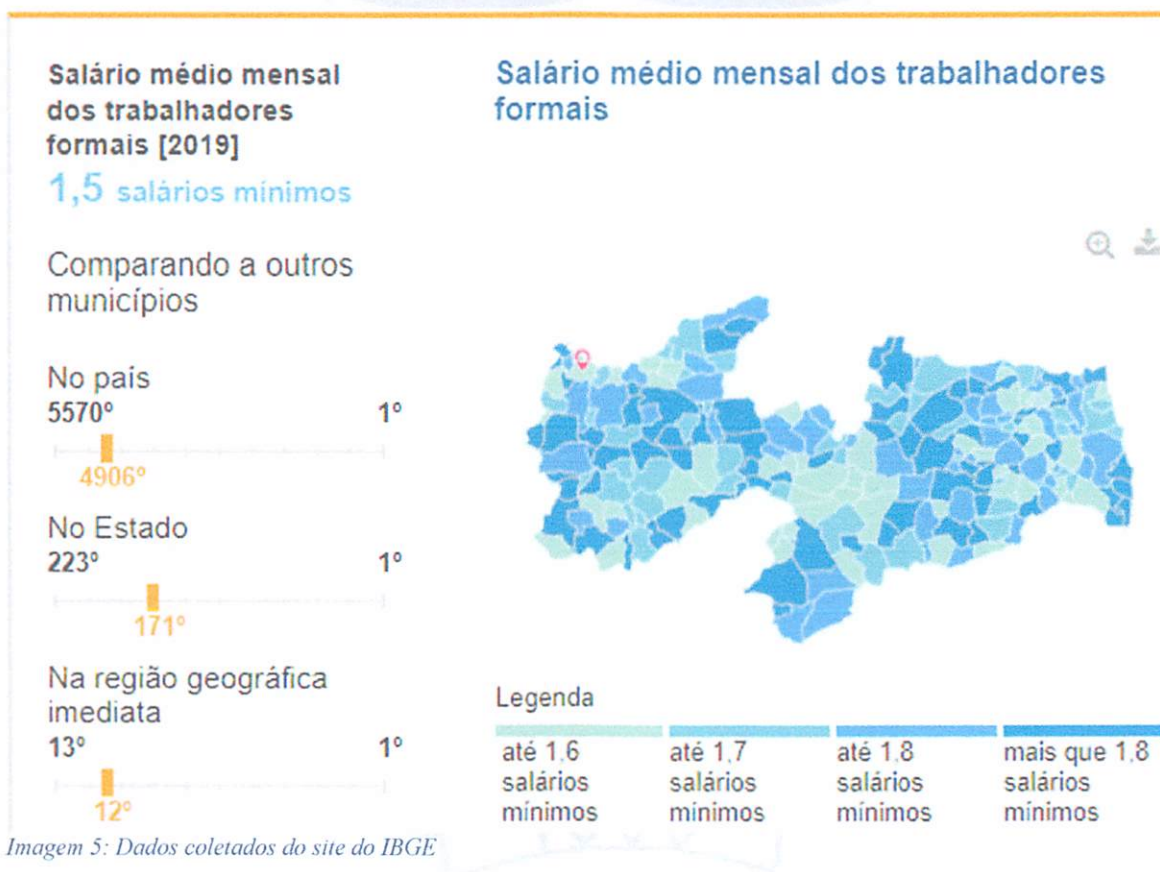 Salário médio mensal
dos trabalhadores
formais [2019]
1,5 salários mínimos
Comparando a outros
municípios
No país
5570º 1º
4906º
No Estado
223º 1º
171º
Na região geográfica
imediata
13º 1º
12º
Salário médio mensal dos trabalhadores
formais
Legenda
até 1,6
salários
mínimos
até 1,7
salários
mínimos
até 1,8
salários
mínimos
mais que 1,8
salários
mínimos
Imagem 5: Dados coletados do site do IBGE